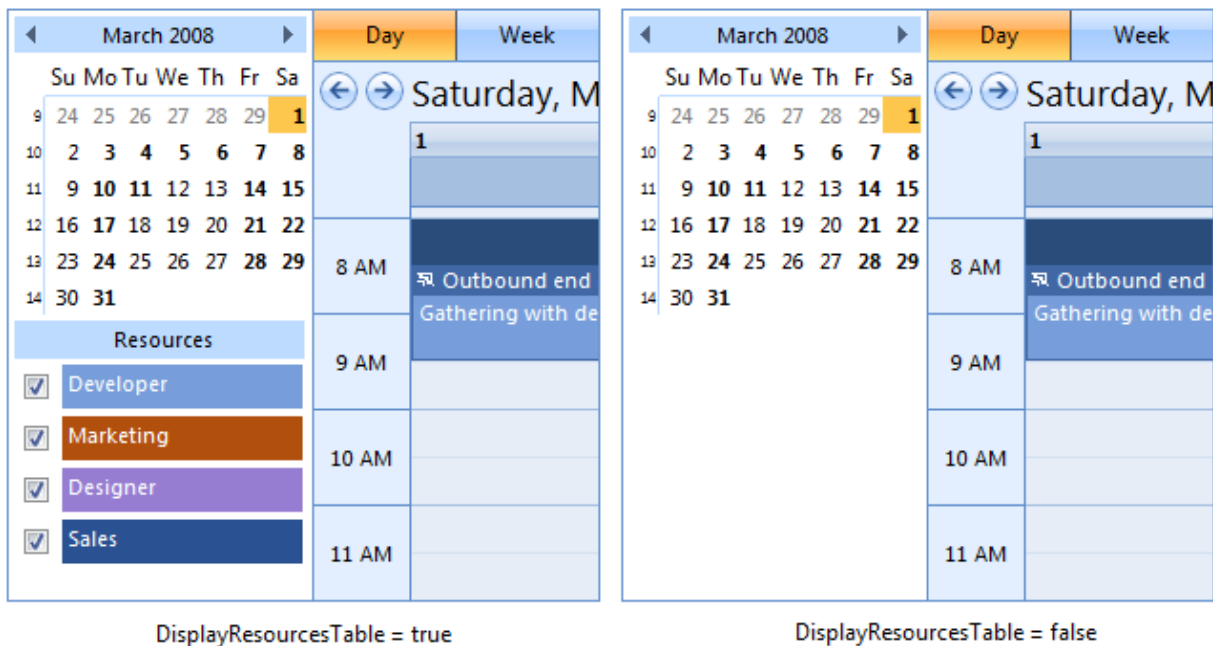 March 2008
Su Mo Tu We Th Fr Sa
9 24 25 26 27 28 29 1
10 2 3 4 5 6 7 8
11 9 10 11 12 13 14 15
12 16 17 18 19 20 21 22
13 23 24 25 26 27 28 29
14 30 31
Resources
Developer
Marketing
Designer
Sales
Day Week
Saturday, M
1
8 AM
Outbound end
Gathering with de
9 AM
10 AM
11 AM
DisplayResourcesTable = true
March 2008
Su Mo Tu We Th Fr Sa
9 24 25 26 27 28 29 1
10 2 3 4 5 6 7 8
11 9 10 11 12 13 14 15
12 16 17 18 19 20 21 22
13 23 24 25 26 27 28 29
14 30 31
Day Week
Saturday, M
1
8 AM
Outbound end
Gathering with de
9 AM
10 AM
11 AM
DisplayResourcesTable = false